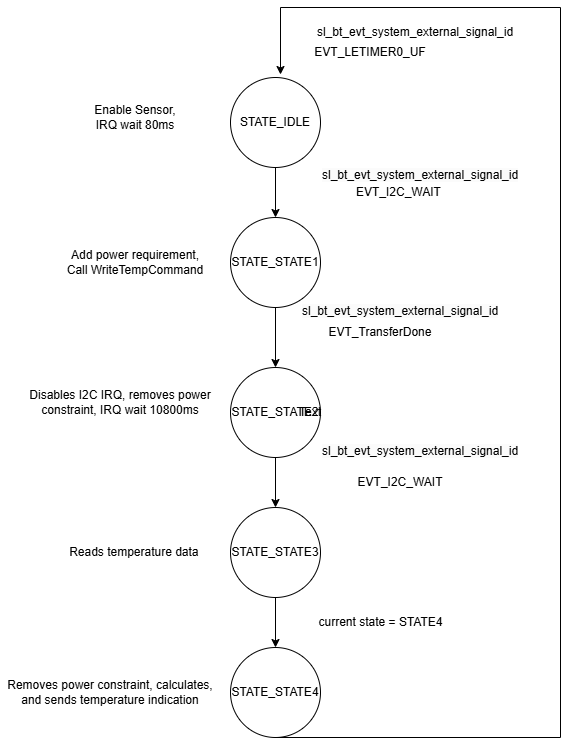 sl_bt_evt_system_external_signal_id
EVT_LETIMER0_UF
Enable Sensor,
IRQ wait 80ms
STATE_IDLE
sl_bt_evt_system_external_signal_id
EVT_I2C_WAIT
Add power requirement,
Call WriteTempCommand
STATE_STATE1
sl_bt_evt_system_external_signal_id
EVT_TransferDone
Disables I2C IRQ, removes power
constraint, IRQ wait 10800ms
STATE_STATE2
Text
sl_bt_evt_system_external_signal_id
EVT_I2C_WAIT
Reads temperature data
STATE_STATE3
current state = STATE4
Removes power constraint, calculates,
and sends temperature indication
STATE_STATE4